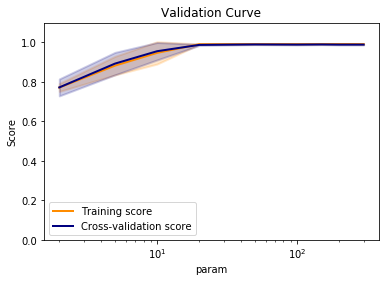 Validation Curve
1.0
0.8
0.6
0.4
0.2
0.0
Score
Training score
Cross-validation score
10¹
10²
param